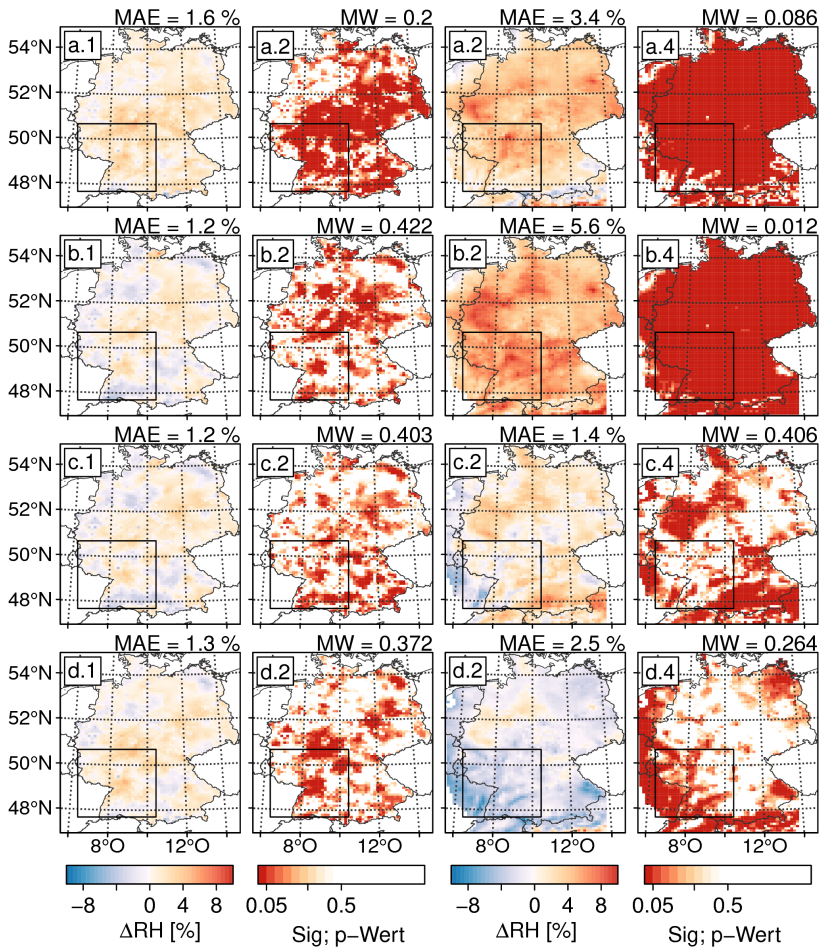 MAE = 1.6 % MW = 0.2 MAE = 3.4 % MW = 0.086
54°N a.1 a.2 a.2 a.4
52°N
50°N
48°N
MAE = 1.2 % MW = 0.422 MAE = 5.6 % MW = 0.012
54°N b.1 b.2 b.2 b.4
52°N
50°N
48°N
MAE = 1.2 % MW = 0.403 MAE = 1.4 % MW = 0.406
54°N c.1 c.2 c.2 c.4
52°N
50°N
48°N
MAE = 1.3 % MW = 0.372 MAE = 2.5 % MW = 0.264
54°N d.1 d.2 d.2 d.4
52°N
50°N
48°N
8°O 12°O 8°O 12°O 8°O 12°O 8°O 12°O
−8 −4 0 4 8 0.05 0.5 −8 −4 0 4 8 0.05 0.5
ΔRH [%] Sig; p−Wert ΔRH [%] Sig; p−Wert